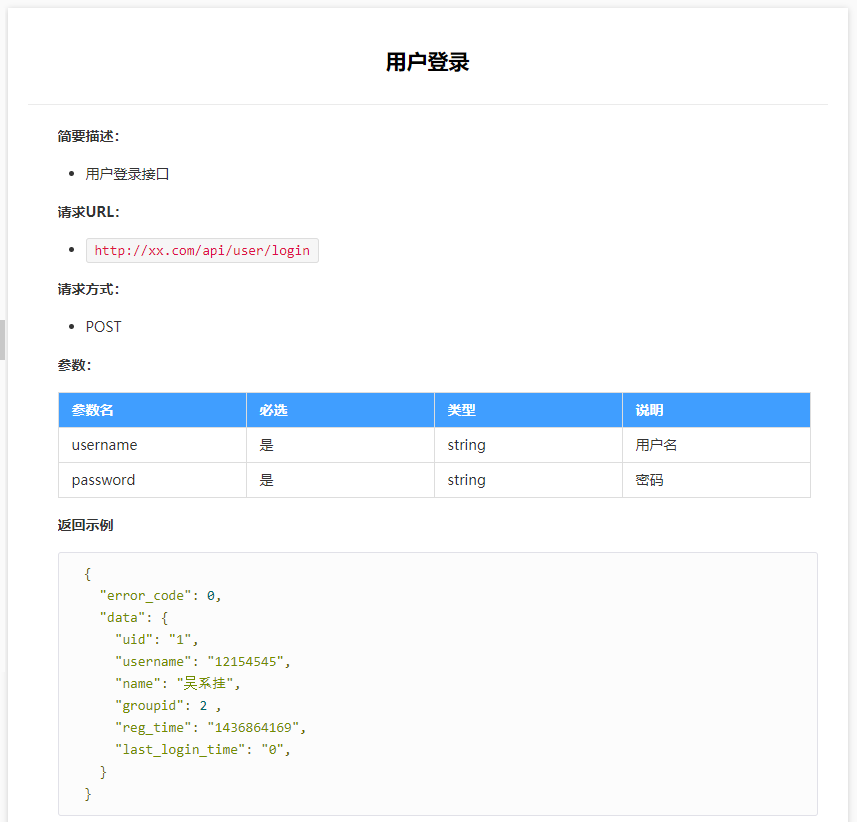 用户登录
简要描述：
用户登录接口
请求URL：
http://xx.com/api/user/login
请求方式：
POST
参数：
参数名 必选 类型 说明
username 是 string 用户名
password 是 string 密码
返回示例
{
"error_code": 0,
"data": {
"uid": "1",
"username": "12154545",
"name": "吴系挂",
"groupid": 2 ,
"reg_time": "1436864169",
"last_login_time": "0",
}
}